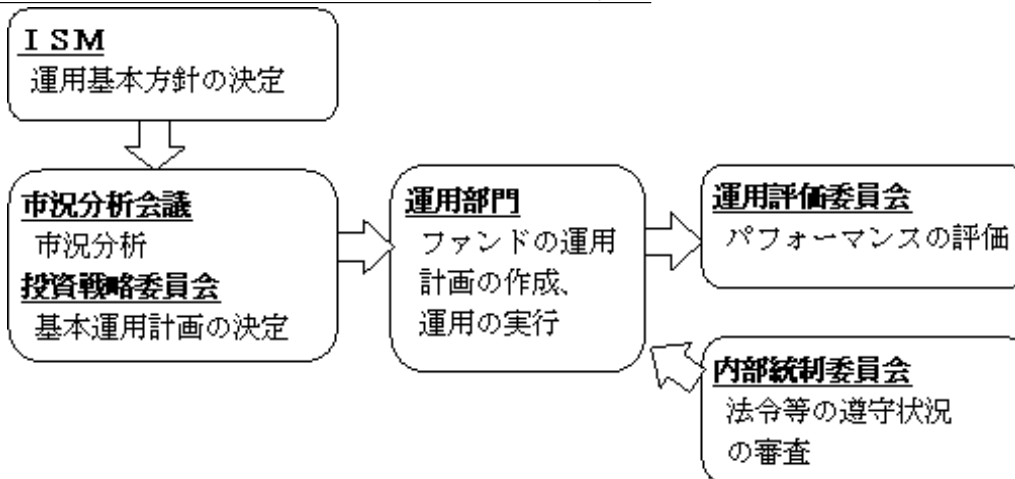 ＩＳＭ
運用基本方針の決定
市況分析会議
市況分析
投資戦略委員会
基本運用計画の決定
運用部門
ファンドの運用
計画の作成、
運用の実行
運用評価委員会
パフォーマンスの評価
内部統制委員会
法令等の遵守状況
の審査